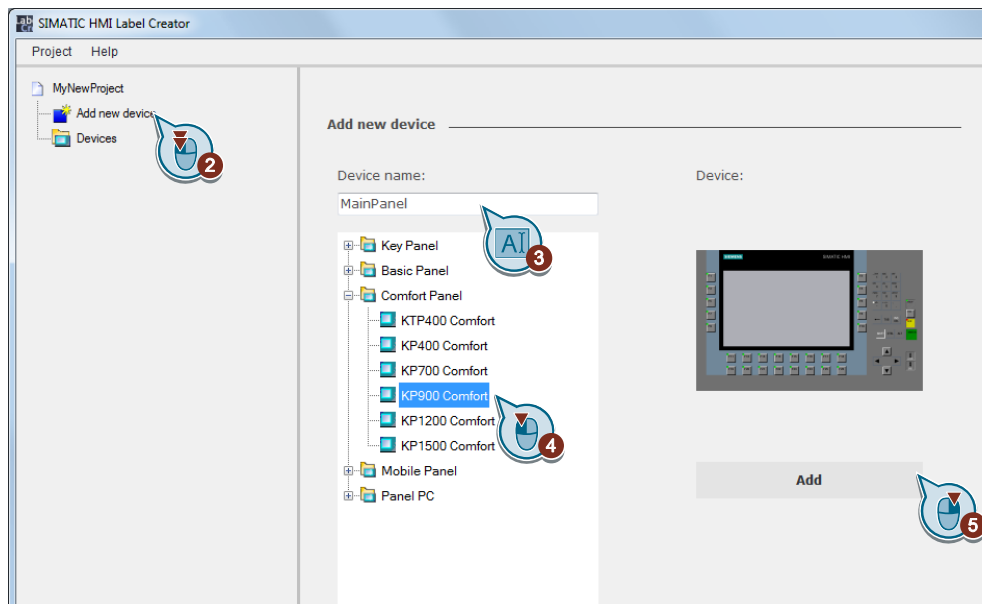 SIMATIC HMI Label Creator
Project Help
MyNewProject
Add new device
Devices
2
Add new device
Device name:
MainPanel
AI
3
Key Panel
Basic Panel
Comfort Panel
KTP400 Comfort
KP400 Comfort
KP700 Comfort
KP900 Comfort
KP1200 Comfort
KP1500 Comfort
4
Mobile Panel
Panel PC
Device:
SIEMENS SIMATIC HMI
Add
5